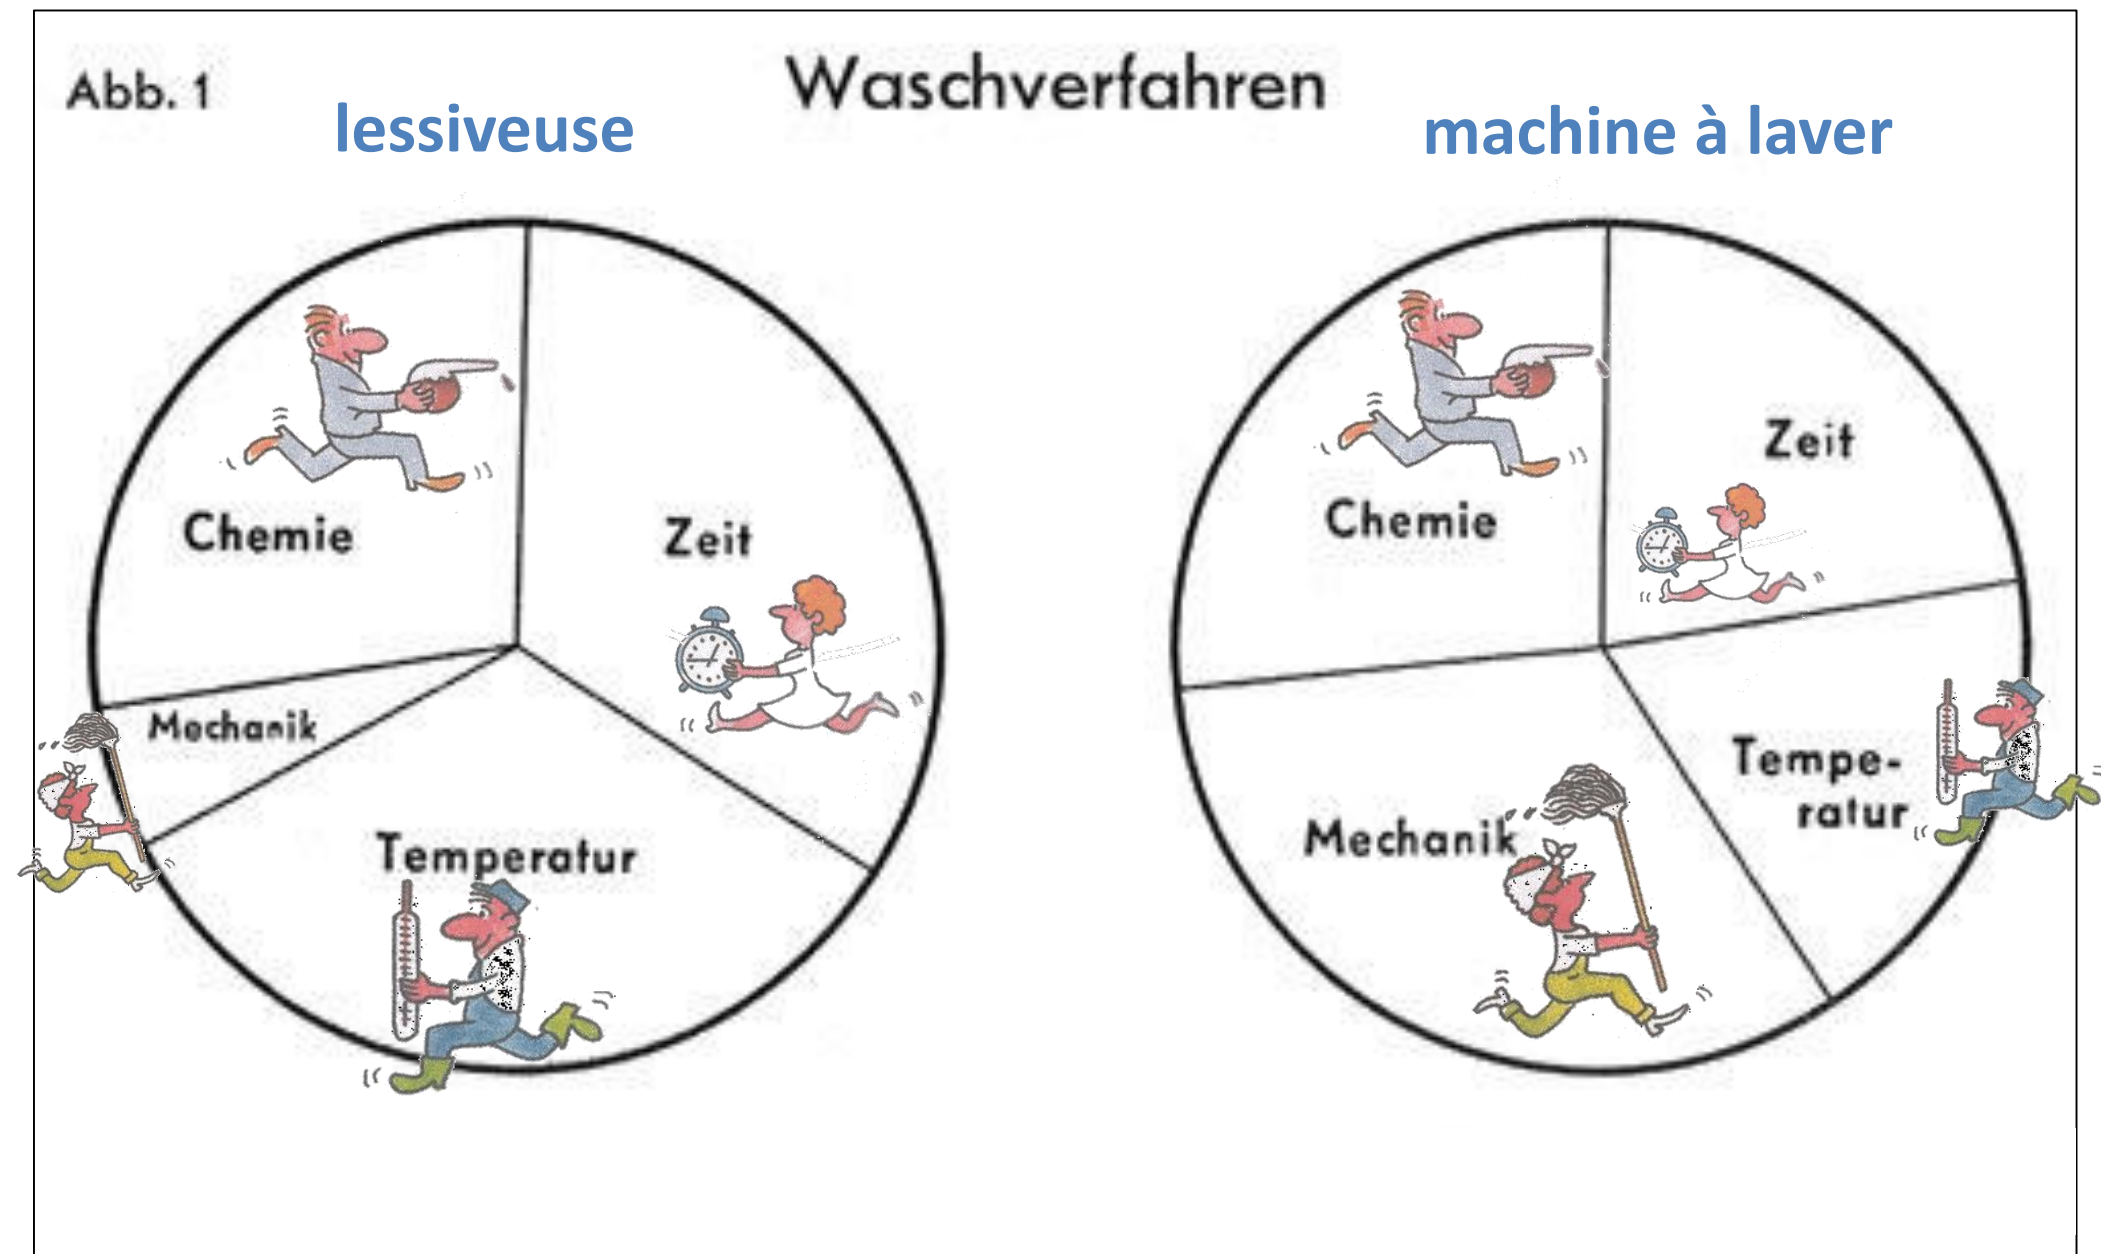 Abb. 1
Waschverfahren
lessiveuse
machine à laver
Chemie
Zeit
Mechanik
Temperatur
Chemie
Zeit
Mechanik
Tempe-
ratur